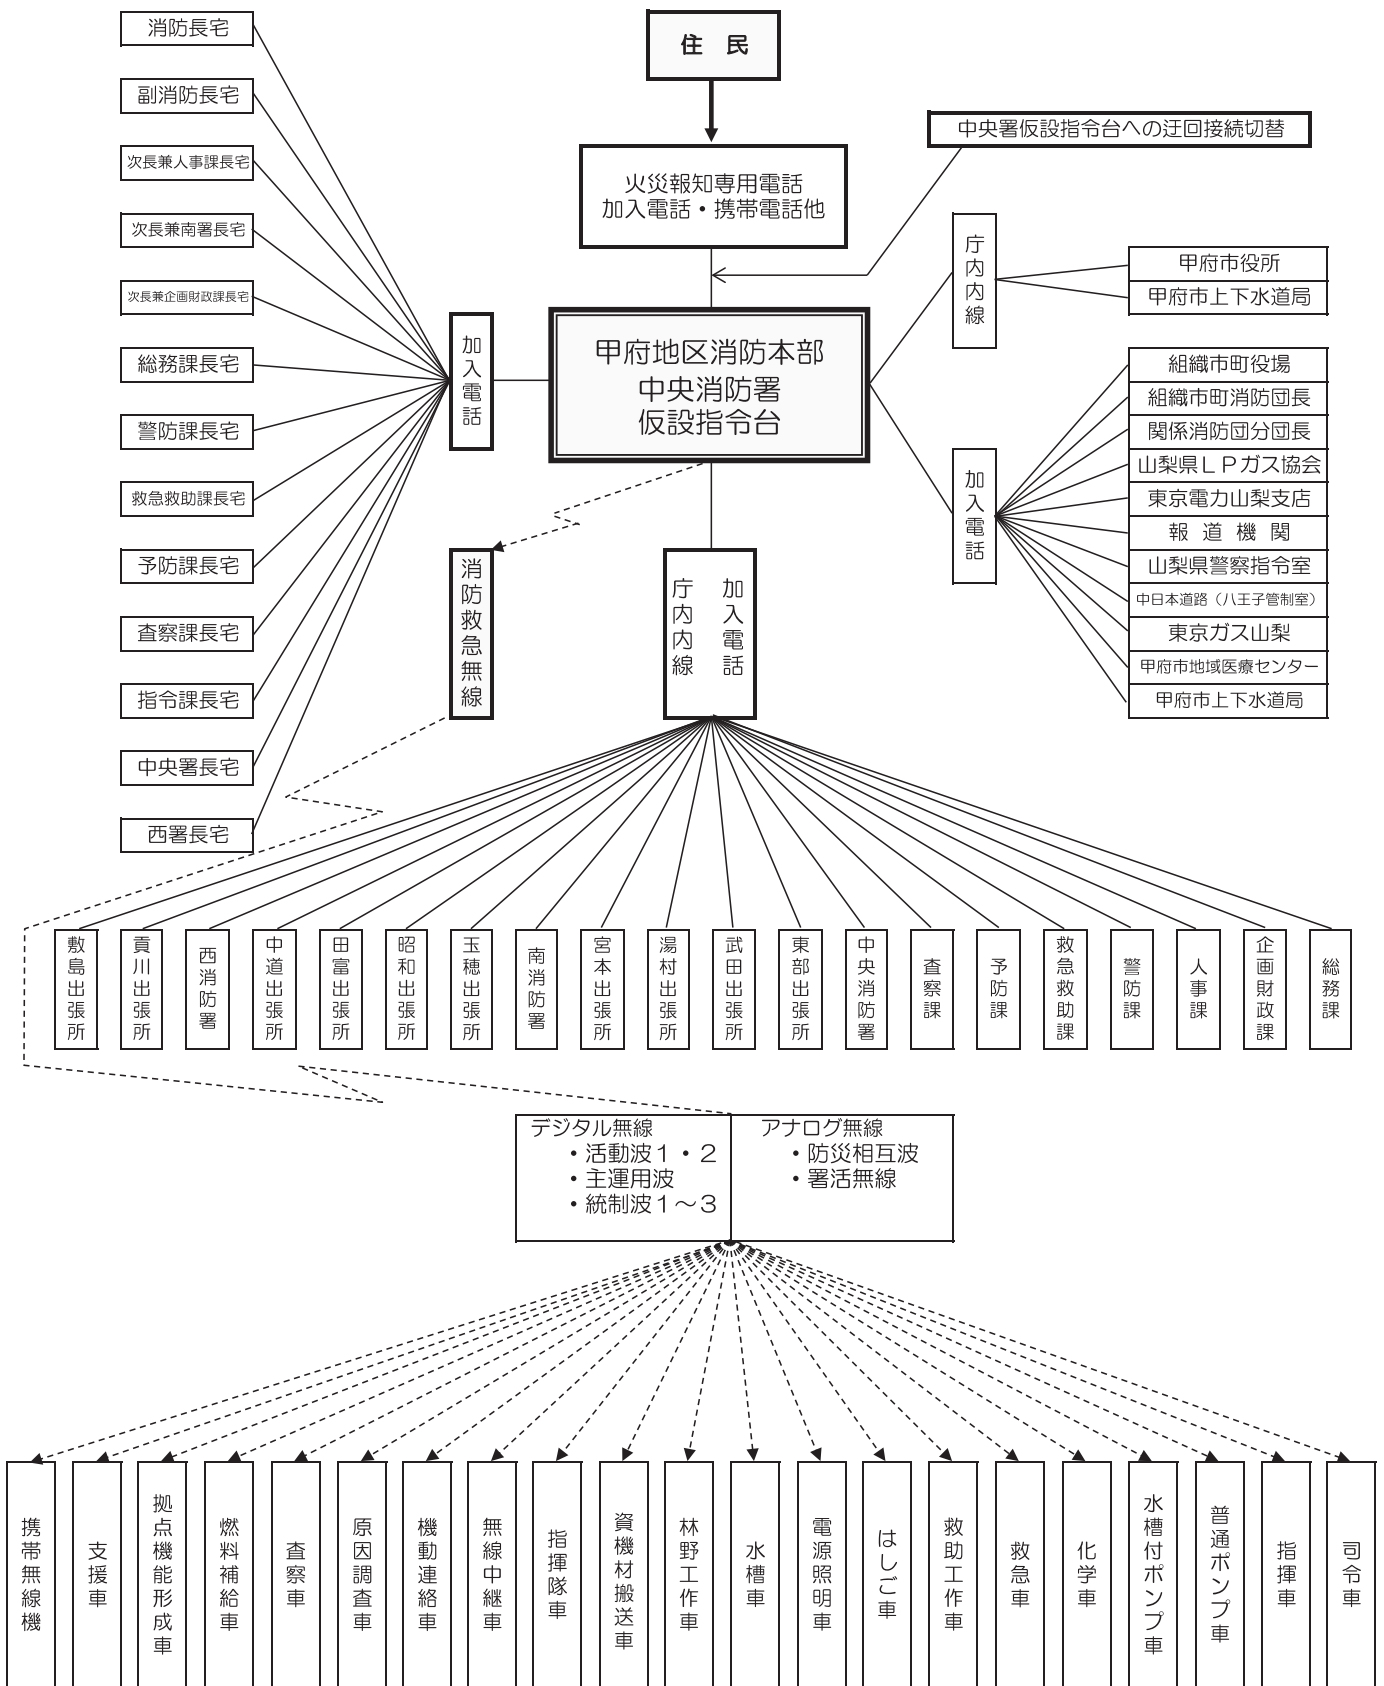 住　民
中央署仮設指令台への迂回接続切替
火災報知専用電話
加入電話・携帯電話他
甲府地区消防本部
中央消防署
仮設指令台
消防長宅
副消防長宅
次長兼人事課長宅
次長兼南署長宅
次長兼企画財政課長宅
総務課長宅
警防課長宅
救急救助課長宅
予防課長宅
査察課長宅
指令課長宅
中央署長宅
西署長宅
加入電話
庁内内線
甲府市役所
甲府市上下水道局
加入電話
組織市町役場
組織市町消防団長
関係消防団分団長
山梨県ＬＰガス協会
東京電力山梨支店
報道機関
山梨県警察指令室
中日本道路（八王子管制室）
東京ガス山梨
甲府市地域医療センター
甲府市上下水道局
消防救急無線
加入電話
庁内内線
敷島出張所
貢川出張所
西消防署
中道出張所
田富出張所
昭和出張所
玉穂出張所
南消防署
宮本出張所
湯村出張所
武田出張所
東部出張所
中央消防署
査察課
予防課
救急救助課
警防課
人事課
企画財政課
総務課
デジタル無線
・活動波１・２
・主運用波
・統制波１～３
アナログ無線
・防災相互波
・署活無線
携帯無線機
支援車
拠点機能形成車
燃料補給車
査察車
原因調査車
機動連絡車
無線中継車
指揮隊車
資機材搬送車
林野工作車
水槽車
電源照明車
はしご車
救助工作車
救急車
化学車
水槽付ポンプ車
普通ポンプ車
指揮車
司令車